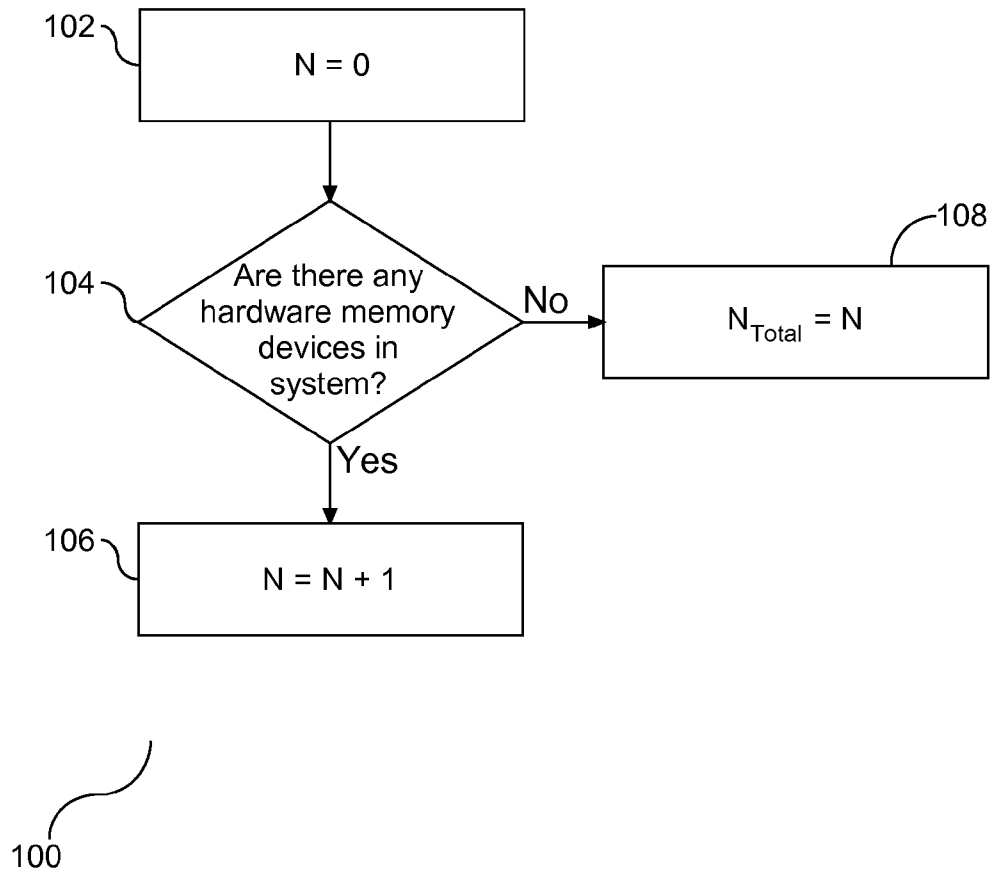 102
N = 0
108
104
Are there any
hardware memory
devices in
system?
No
N_Total = N
Yes
106
N = N + 1
100